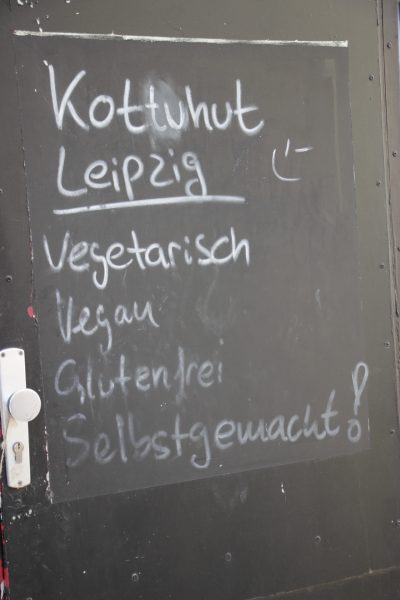 Kottuhut
Leipzig
Vegetarisch
Vegan
Glutenfrei
Selbstgemacht!